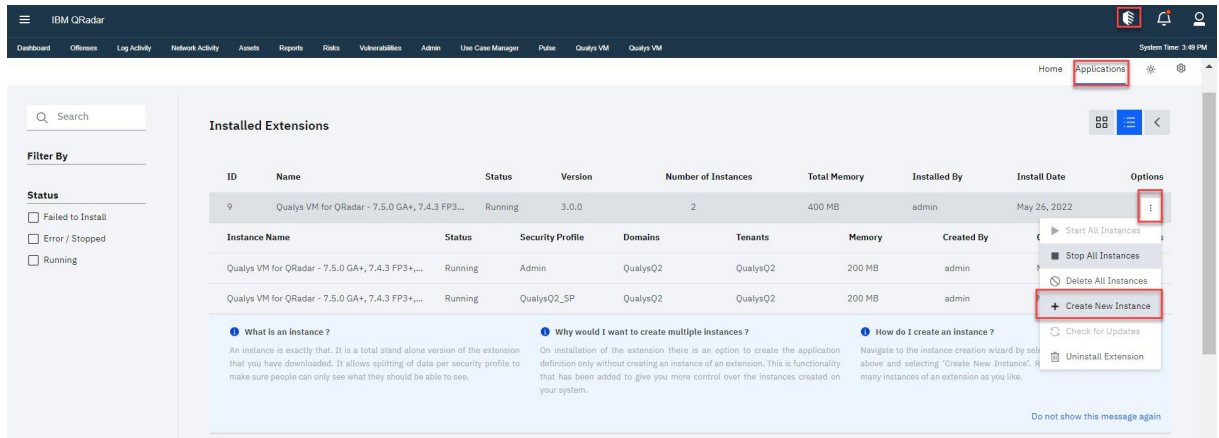 IBM QRadar
Dashboard Offenses Log Activity Network Activity Assets Reports Risks Vulnerabilities Admin Use Case Manager Pulse Qualys VM Qualys VM System Time: 3:49 PM
Home Applications
Search
Installed Extensions
Filter By
ID Name Status Version Number of Instances Total Memory Installed By Install Date Options
Status
9 Qualys VM for QRadar - 7.5.0 GA+, 7.4.3 FP3... Running 3.0.0 2 400 MB admin May 26, 2022
Failed to Install
Error / Stopped
Running
Instance Name Status Security Profile Domains Tenants Memory Created By
Qualys VM for QRadar - 7.5.0 GA+, 7.4.3 FP3+,... Running Admin QualysQ2 QualysQ2 200 MB admin
Qualys VM for QRadar - 7.5.0 GA+, 7.4.3 FP3+,... Running QualysQ2_SP QualysQ2 QualysQ2 200 MB admin
Start All Instances
Stop All Instances
Delete All Instances
Create New Instance
Check for Updates
Uninstall Extension
What is an instance ?
An instance is exactly that. It is a total stand alone version of the extension
that you have downloaded. It allows splitting of data per security profile to
make sure people can only see what they should be able to see.
Why would I want to create multiple instances ?
On installation of the extension there is an option to create the application
definition only without creating an instance of an extension. This is functionality
that has been added to give you more control over the instances created on
your system.
How do I create an instance ?
Navigate to the instance creation wizard by
above and selecting 'Create New Instance'.
many instances of an extension as you like.
Do not show this message again